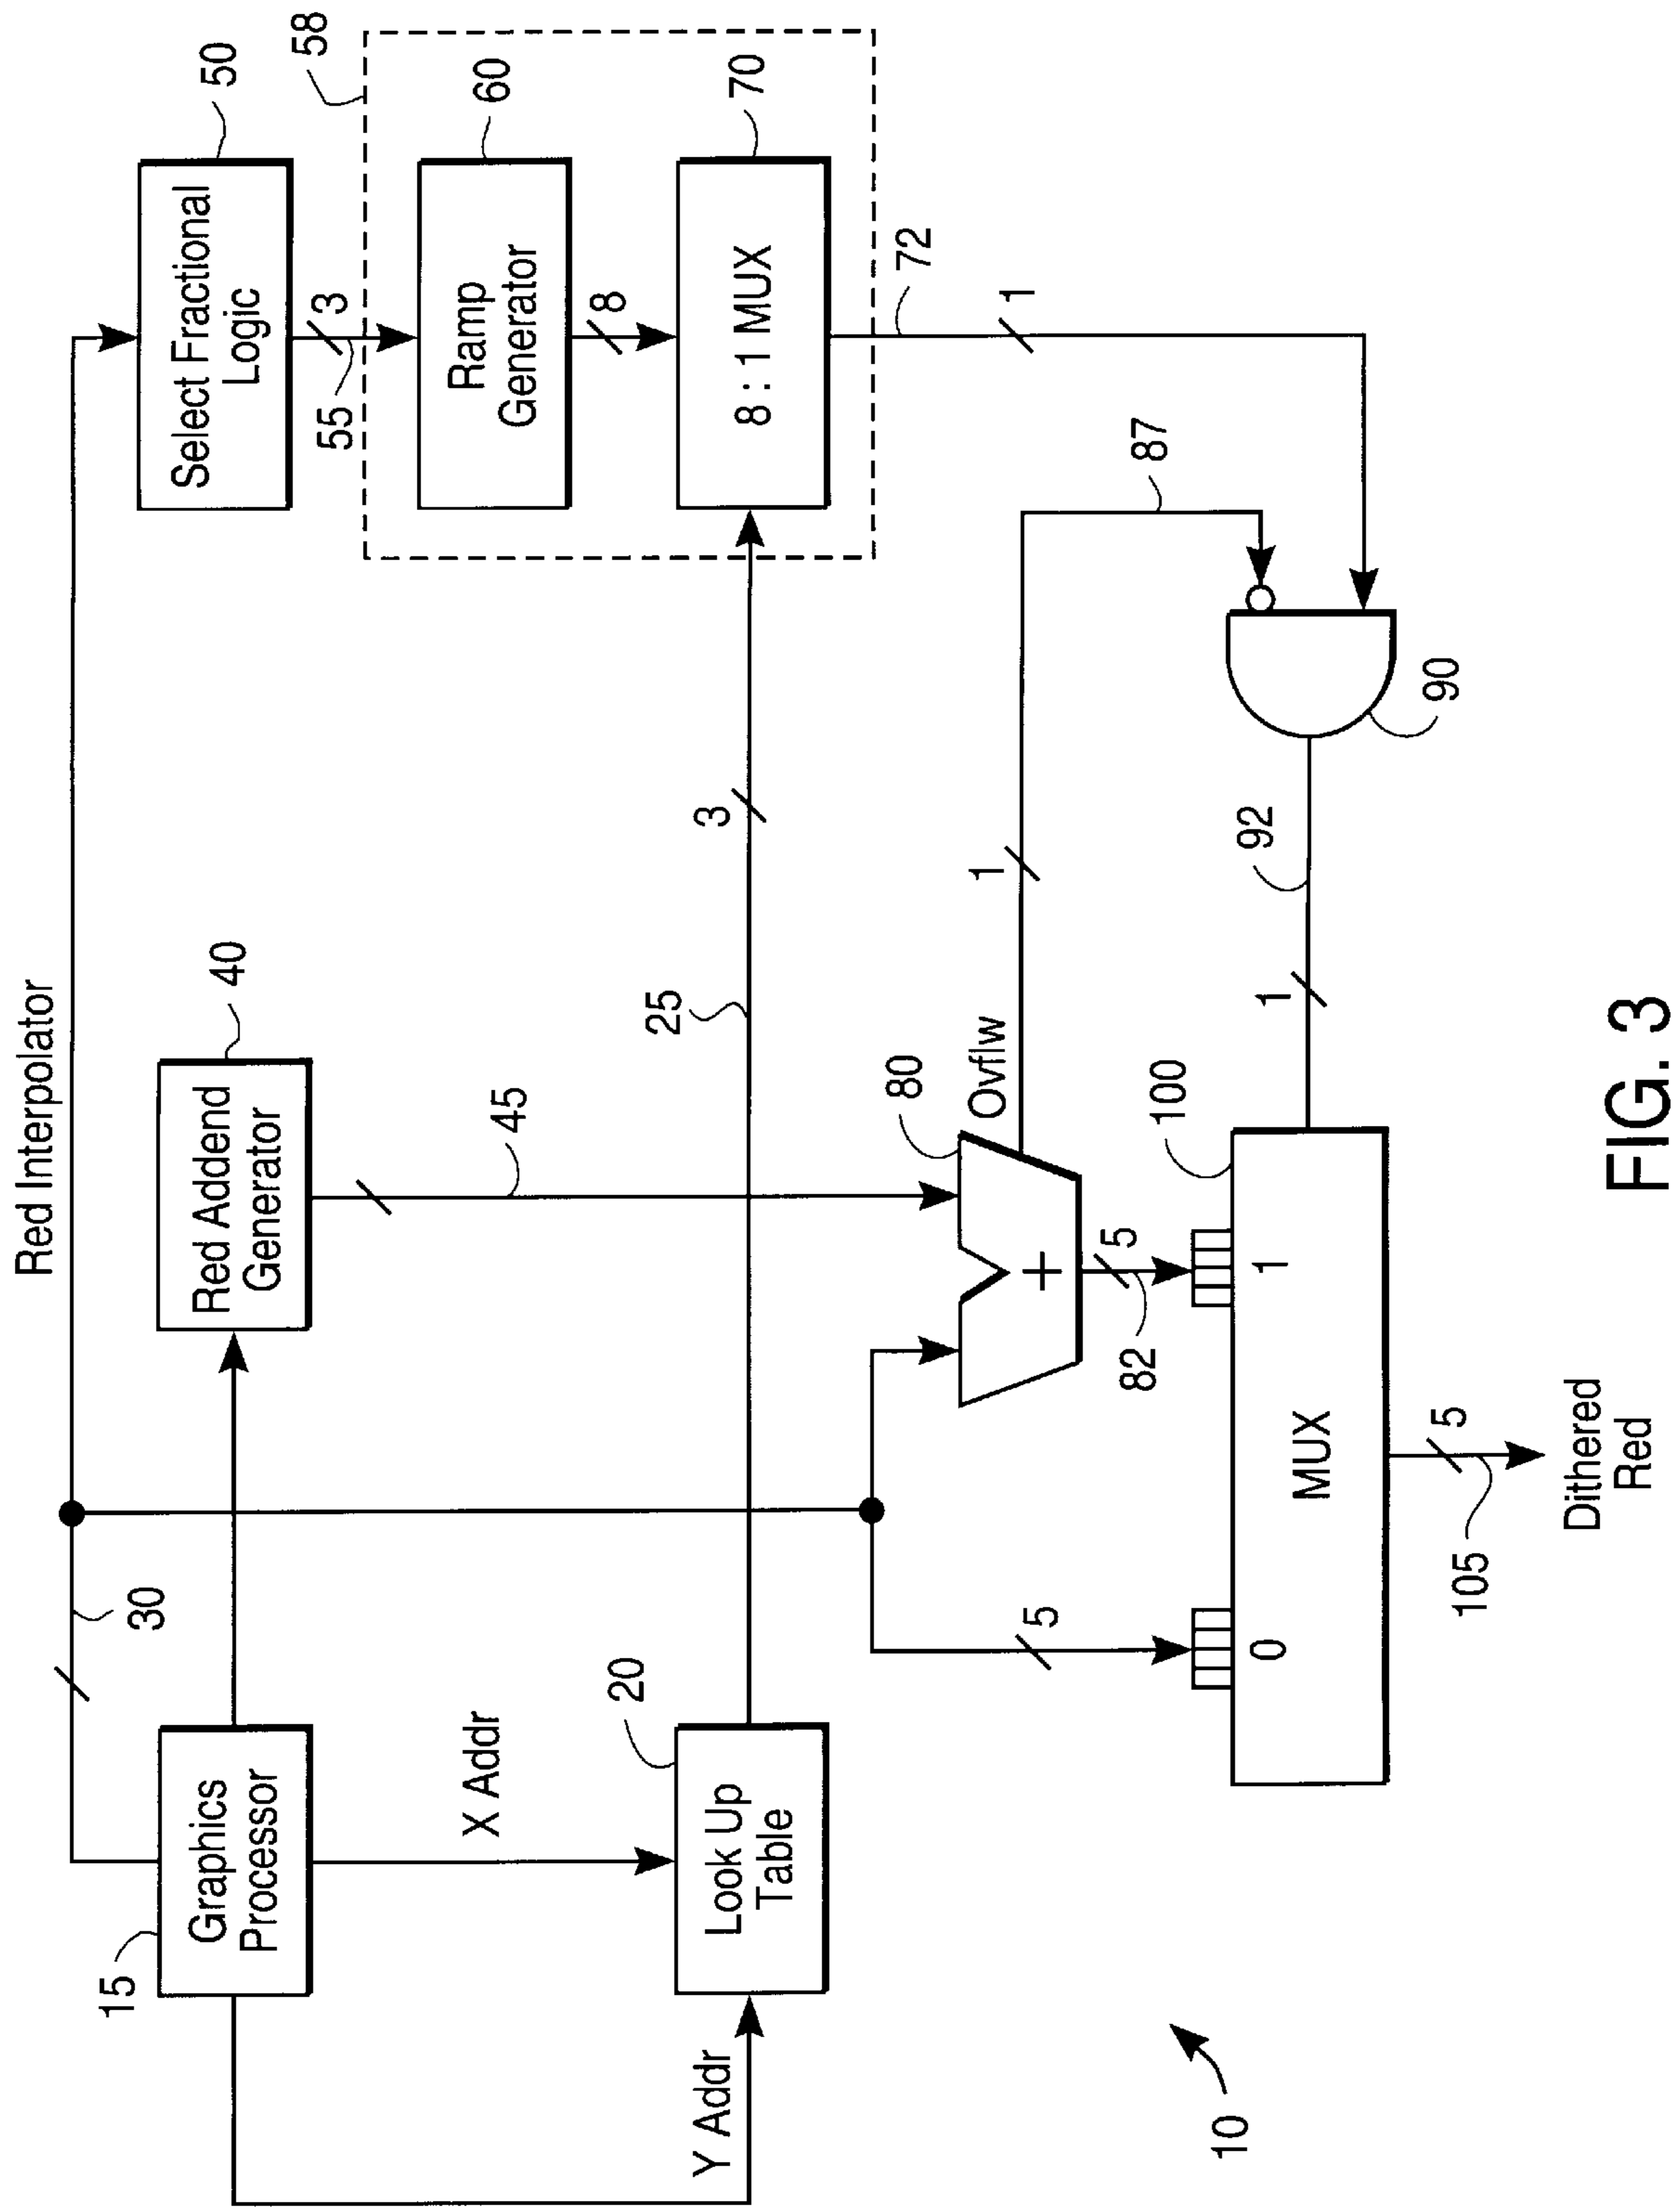 Red Interpolator
30
15
Graphics
Processor
Red Addend
Generator
40
Select Fractional
Logic
50
3
55
58
45
X Addr
Ramp
Generator
60
8
Y Addr
Look Up
Table
20
25
3
8 : 1 MUX
70
72
1
80
Ovflw
1
87
+
5
82
5
0
1
MUX
100
1
92
90
5
105
Dithered
Red
10
FIG. 3